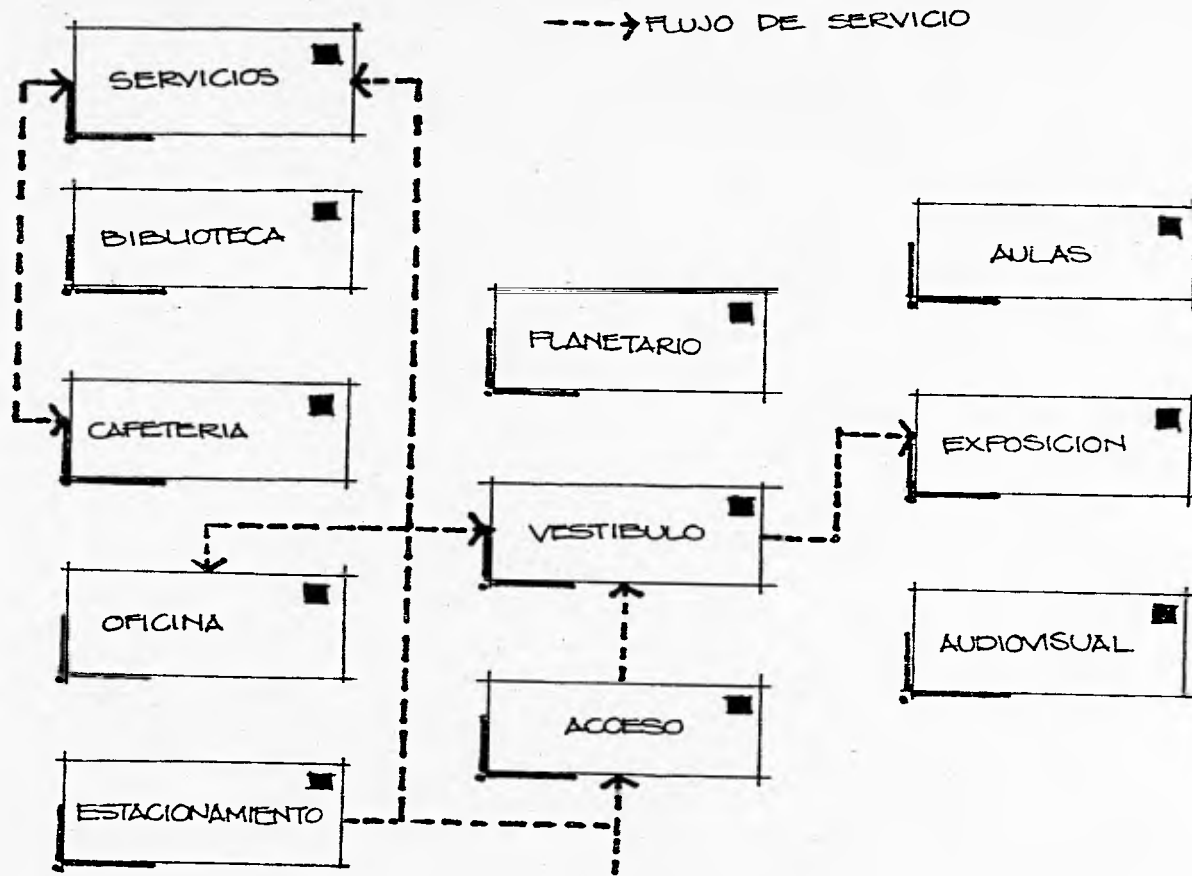 FLUJO DE SERVICIO
SERVICIOS
BIBLIOTECA
AULAS
PLANETARIO
CAFETERIA
EXPOSICION
VESTIBULO
OFICINA
AUDIOVISUAL
ACCESO
ESTACIONAMIENTO